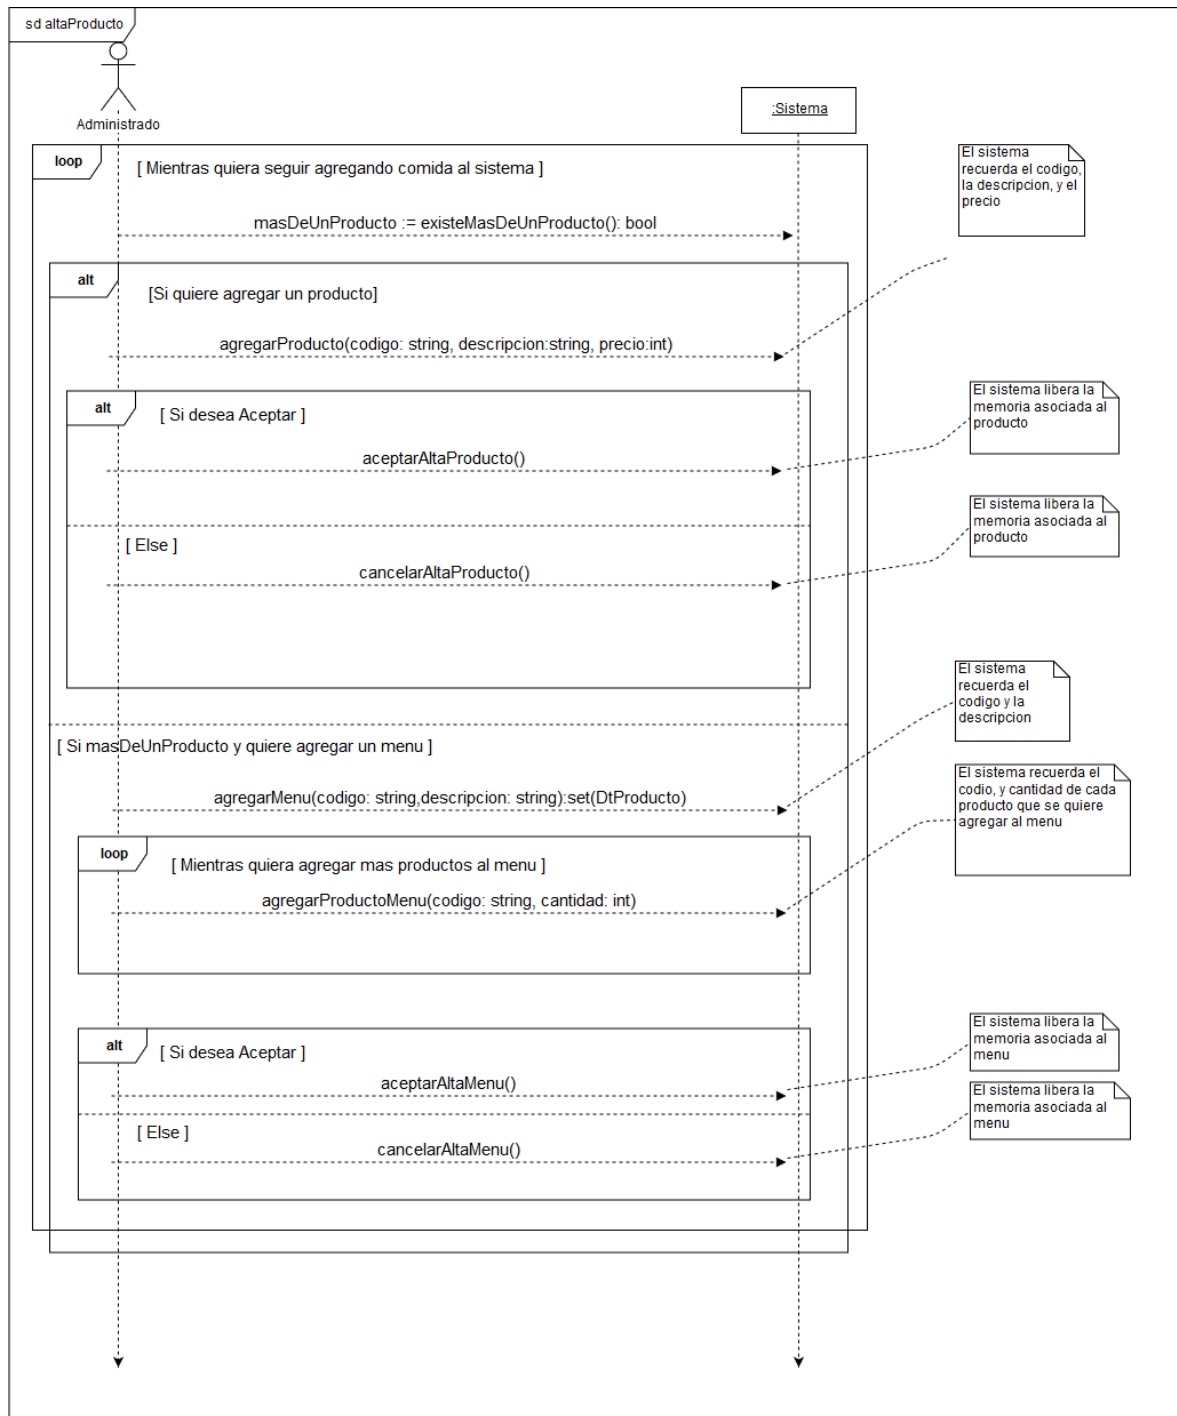 sd altaProducto
Administrado
:Sistema
loop
[ Mientras quiera seguir agregando comida al sistema ]
El sistema
recuerda el codigo,
la descripcion, y el
precio
masDeUnProducto := existeMasDeUnProducto(): bool
alt
[Si quiere agregar un producto]
agregarProducto(codigo: string, descripcion:string, precio:int)
alt
[ Si desea Aceptar ]
El sistema libera la
memoria asociada al
producto
aceptarAltaProducto()
El sistema libera la
memoria asociada al
producto
[ Else ]
cancelarAltaProducto()
El sistema
recuerda el
codigo y la
descripcion
[ Si masDeUnProducto y quiere agregar un menu ]
agregarMenu(codigo: string,descripcion: string):set(DtProducto)
El sistema recuerda el
codio, y cantidad de cada
producto que se quiere
agregar al menu
loop
[ Mientras quiera agregar mas productos al menu ]
agregarProductoMenu(codigo: string, cantidad: int)
alt
[ Si desea Aceptar ]
El sistema libera la
memoria asociada al
menu
aceptarAltaMenu()
El sistema libera la
memoria asociada al
menu
[ Else ]
cancelarAltaMenu()